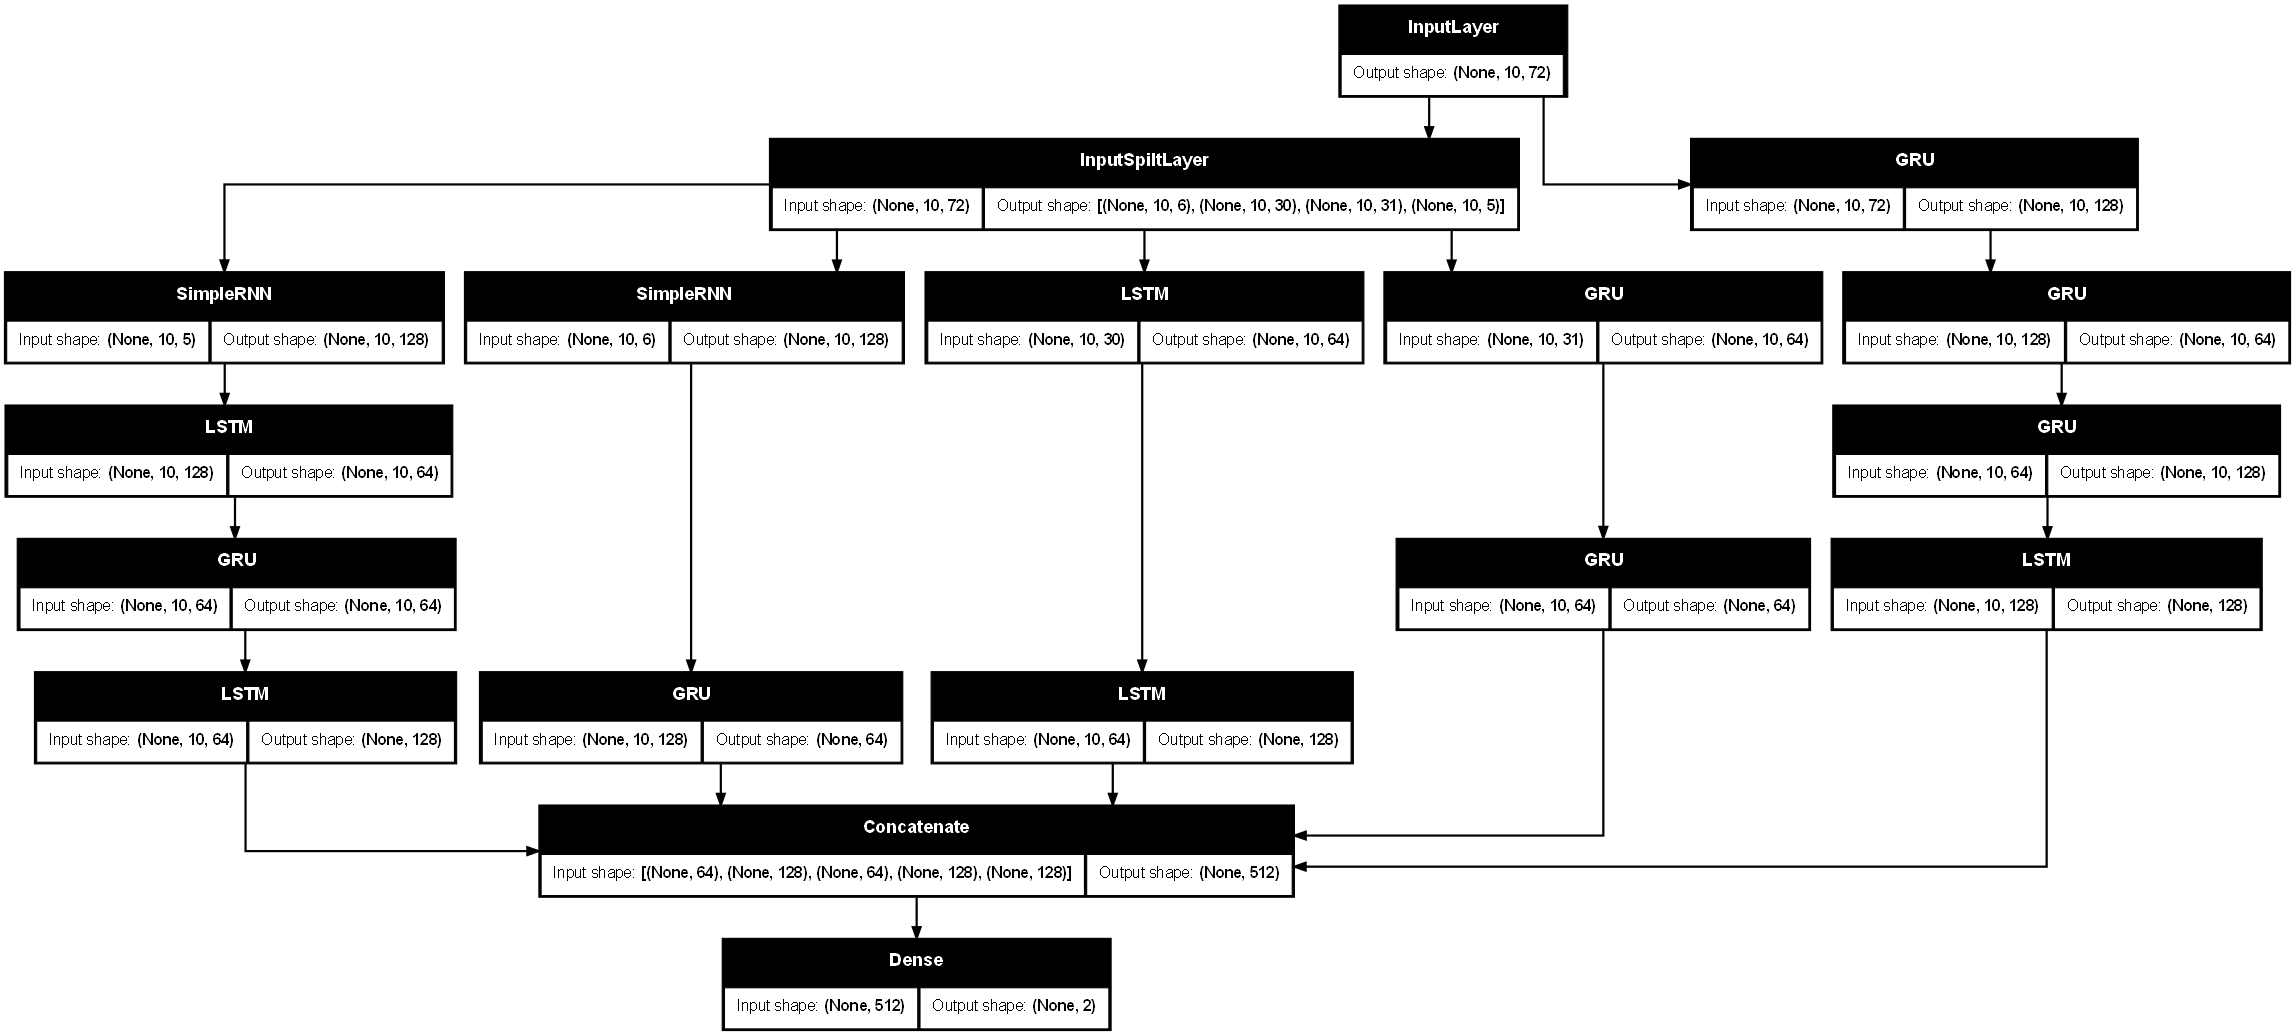 InputLayer
Output shape: (None, 10, 72)
InputSpiltLayer
Input shape: (None, 10, 72) Output shape: [(None, 10, 6), (None, 10, 30), (None, 10, 31), (None, 10, 5)]
GRU
Input shape: (None, 10, 72) Output shape: (None, 10, 128)
SimpleRNN
Input shape: (None, 10, 5) Output shape: (None, 10, 128)
SimpleRNN
Input shape: (None, 10, 6) Output shape: (None, 10, 128)
LSTM
Input shape: (None, 10, 30) Output shape: (None, 10, 64)
GRU
Input shape: (None, 10, 31) Output shape: (None, 10, 64)
GRU
Input shape: (None, 10, 128) Output shape: (None, 10, 64)
LSTM
Input shape: (None, 10, 128) Output shape: (None, 10, 64)
GRU
Input shape: (None, 10, 64) Output shape: (None, 10, 128)
GRU
Input shape: (None, 10, 64) Output shape: (None, 10, 64)
GRU
Input shape: (None, 10, 64) Output shape: (None, 64)
LSTM
Input shape: (None, 10, 128) Output shape: (None, 128)
LSTM
Input shape: (None, 10, 64) Output shape: (None, 128)
GRU
Input shape: (None, 10, 128) Output shape: (None, 64)
LSTM
Input shape: (None, 10, 64) Output shape: (None, 128)
Concatenate
Input shape: [(None, 64), (None, 128), (None, 64), (None, 128), (None, 128)] Output shape: (None, 512)
Dense
Input shape: (None, 512) Output shape: (None, 2)